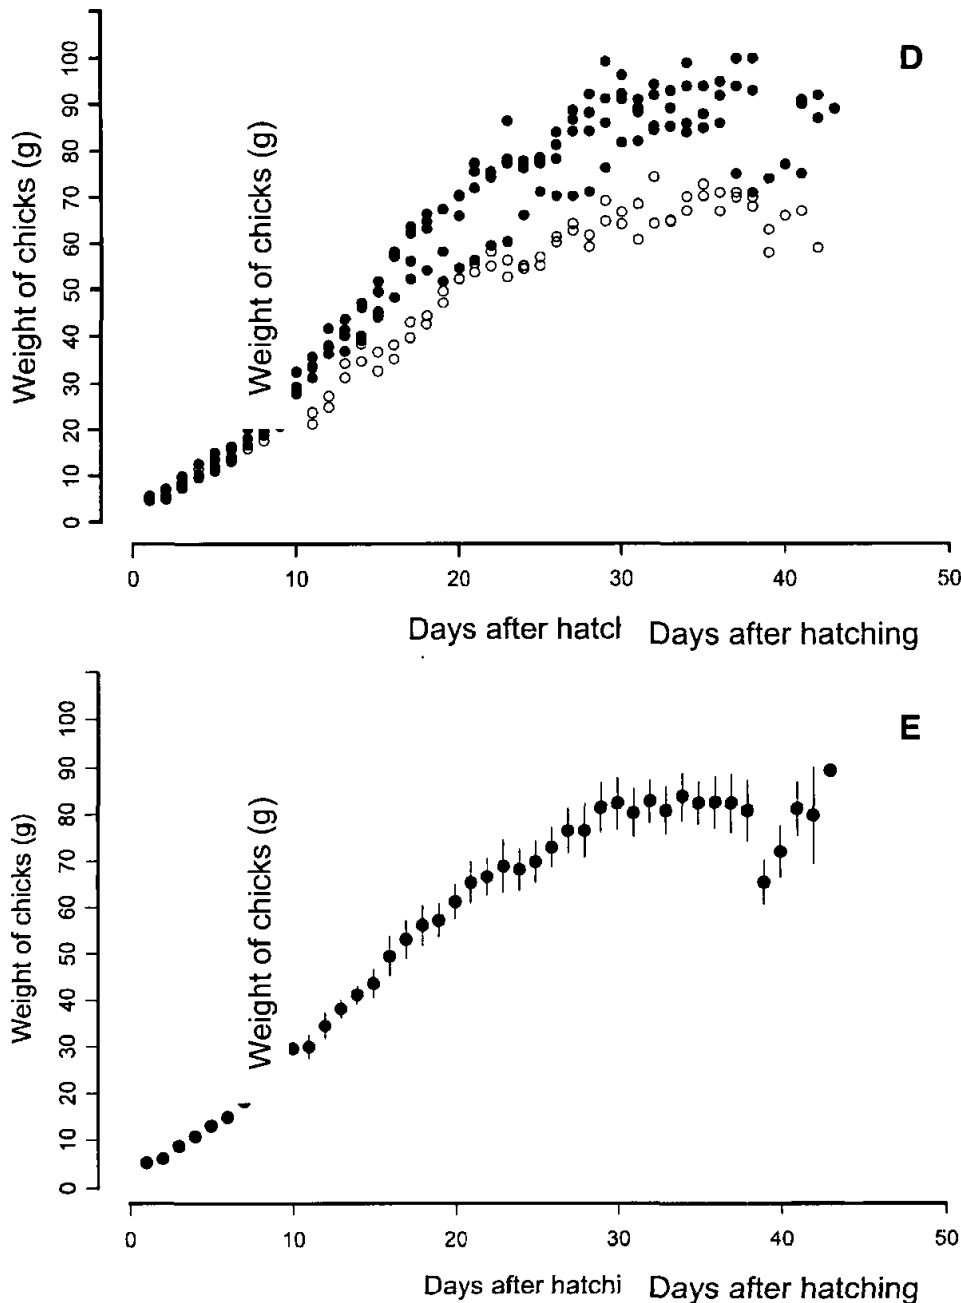 D
Weight of chicks (g)
Weight of chicks (g)
100
90
80
70
60
50
40
30
20
10
0
0 10 20 30 40 50
Days after hatcl Days after hatching
E
Weight of chicks (g)
Weight of chicks (g)
100
90
80
70
60
50
40
30
20
10
0
0 10 20 30 40 50
Days after hatchi Days after hatching